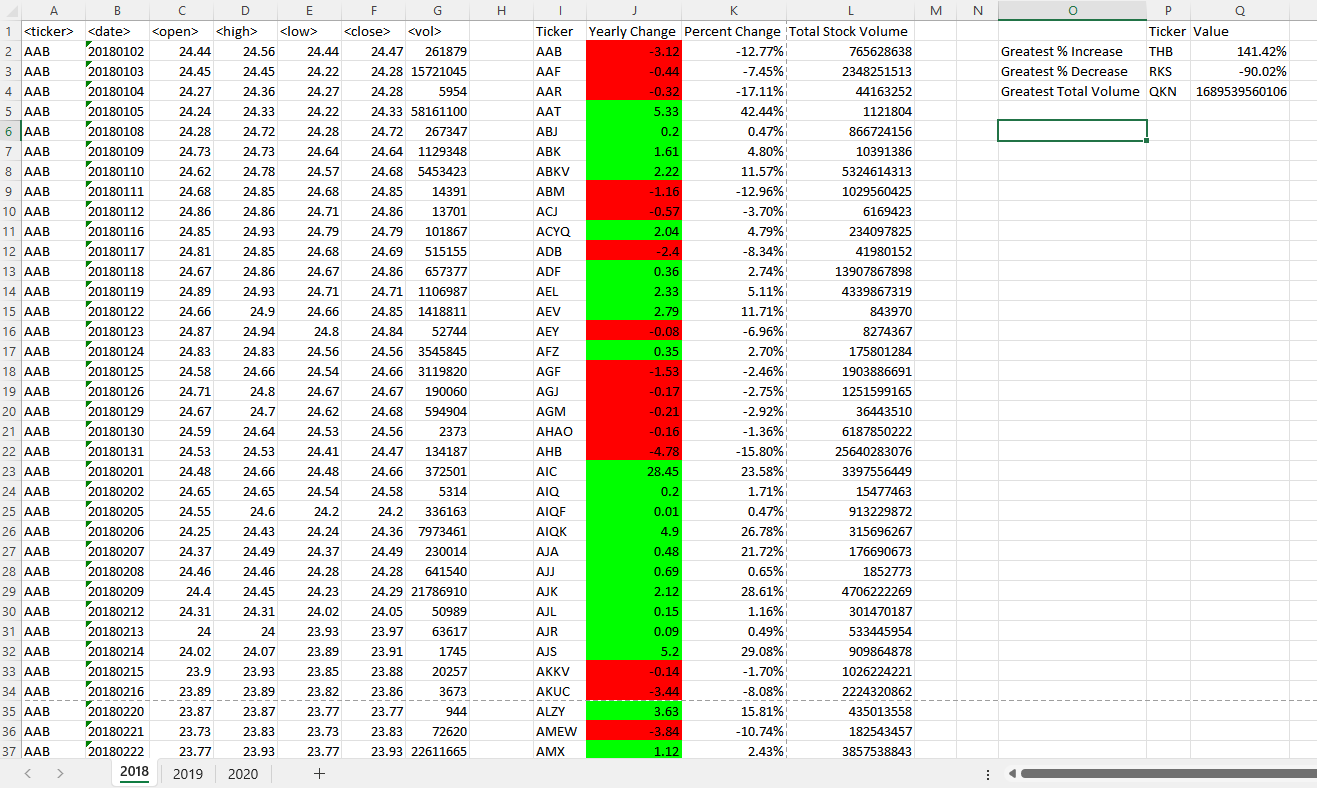 A B C D E F G H I J K L M N O P Q
1 <ticker> <date> <open> <high> <low> <close> <vol> Ticker Yearly Change Percent Change Total Stock Volume Ticker Value
2 AAB 20180102 24.44 24.56 24.44 24.47 261879 AAB -3.12 -12.77% 765628638 Greatest % Increase THB 141.42%
3 AAB 20180103 24.45 24.45 24.22 24.28 15721045 AAF -0.44 -7.45% 2348251513 Greatest % Decrease RKS -90.02%
4 AAB 20180104 24.27 24.36 24.27 24.28 5954 AAR -0.32 -17.11% 44163252 Greatest Total Volume QKN 1689539560106
5 AAB 20180105 24.24 24.33 24.22 24.33 58161100 AAT 5.33 42.44% 1121804
6 AAB 20180108 24.28 24.72 24.28 24.72 267347 ABJ 0.2 0.47% 866724156
7 AAB 20180109 24.73 24.73 24.64 24.64 1129348 ABK 1.61 4.80% 10391386
8 AAB 20180110 24.62 24.78 24.57 24.68 5453423 ABKV 2.22 11.57% 5324614313
9 AAB 20180111 24.68 24.85 24.68 24.85 14391 ABM -1.16 -12.96% 1029560425
10 AAB 20180112 24.86 24.86 24.71 24.86 13701 ACJ -0.57 -3.70% 6169423
11 AAB 20180116 24.85 24.93 24.79 24.79 101867 ACYQ 2.04 4.79% 234097825
12 AAB 20180117 24.81 24.85 24.68 24.69 515155 ADB -2.4 -8.34% 41980152
13 AAB 20180118 24.67 24.86 24.67 24.86 657377 ADF 0.36 2.74% 13907867898
14 AAB 20180119 24.89 24.93 24.71 24.71 1106987 AEL 2.33 5.11% 4339867319
15 AAB 20180122 24.66 24.9 24.66 24.85 1418811 AEV 2.79 11.71% 843970
16 AAB 20180123 24.87 24.94 24.8 24.84 52744 AEY -0.08 -6.96% 8274367
17 AAB 20180124 24.83 24.83 24.56 24.56 3545845 AFZ 0.35 2.70% 175801284
18 AAB 20180125 24.58 24.66 24.54 24.66 3119820 AGF -1.53 -2.46% 1903886691
19 AAB 20180126 24.71 24.8 24.67 24.67 190060 AGJ -0.17 -2.75% 1251599165
20 AAB 20180129 24.67 24.7 24.62 24.68 594904 AGM -0.21 -2.92% 36443510
21 AAB 20180130 24.59 24.64 24.53 24.56 2373 AHAO -0.16 -1.36% 6187850222
22 AAB 20180131 24.53 24.53 24.41 24.47 134187 AHB -4.78 -15.80% 25640283076
23 AAB 20180201 24.48 24.66 24.48 24.66 372501 AIC 28.45 23.58% 3397556449
24 AAB 20180202 24.65 24.65 24.54 24.58 5314 AIQ 0.2 1.71% 15477463
25 AAB 20180205 24.55 24.6 24.2 24.2 336163 AIQF 0.01 0.47% 913229872
26 AAB 20180206 24.25 24.43 24.24 24.36 7973461 AIQK 4.9 26.78% 315696267
27 AAB 20180207 24.37 24.49 24.37 24.49 230014 AJA 0.48 21.72% 176690673
28 AAB 20180208 24.46 24.46 24.28 24.28 641540 AJJ 0.69 0.65% 1852773
29 AAB 20180209 24.4 24.45 24.23 24.29 21786910 AJK 2.12 28.61% 4706222269
30 AAB 20180212 24.31 24.31 24.02 24.05 50989 AJL 0.15 1.16% 301470187
31 AAB 20180213 24 24 23.93 23.97 63617 AJR 0.09 0.49% 533445954
32 AAB 20180214 24.02 24.07 23.89 23.91 1745 AJS 5.2 29.08% 909864878
33 AAB 20180215 23.9 23.93 23.85 23.88 20257 AKKV -0.14 -1.70% 1026224221
34 AAB 20180216 23.89 23.89 23.82 23.86 3673 AKUC -3.44 -8.08% 2224320862
35 AAB 20180220 23.87 23.87 23.77 23.77 944 ALZY 3.63 15.81% 435013558
36 AAB 20180221 23.73 23.83 23.73 23.83 72620 AMEW -3.84 -10.74% 182543457
37 AAB 20180222 23.77 23.93 23.77 23.93 22611665 AMX 1.12 2.43% 3857538843
2018 2019 2020 +